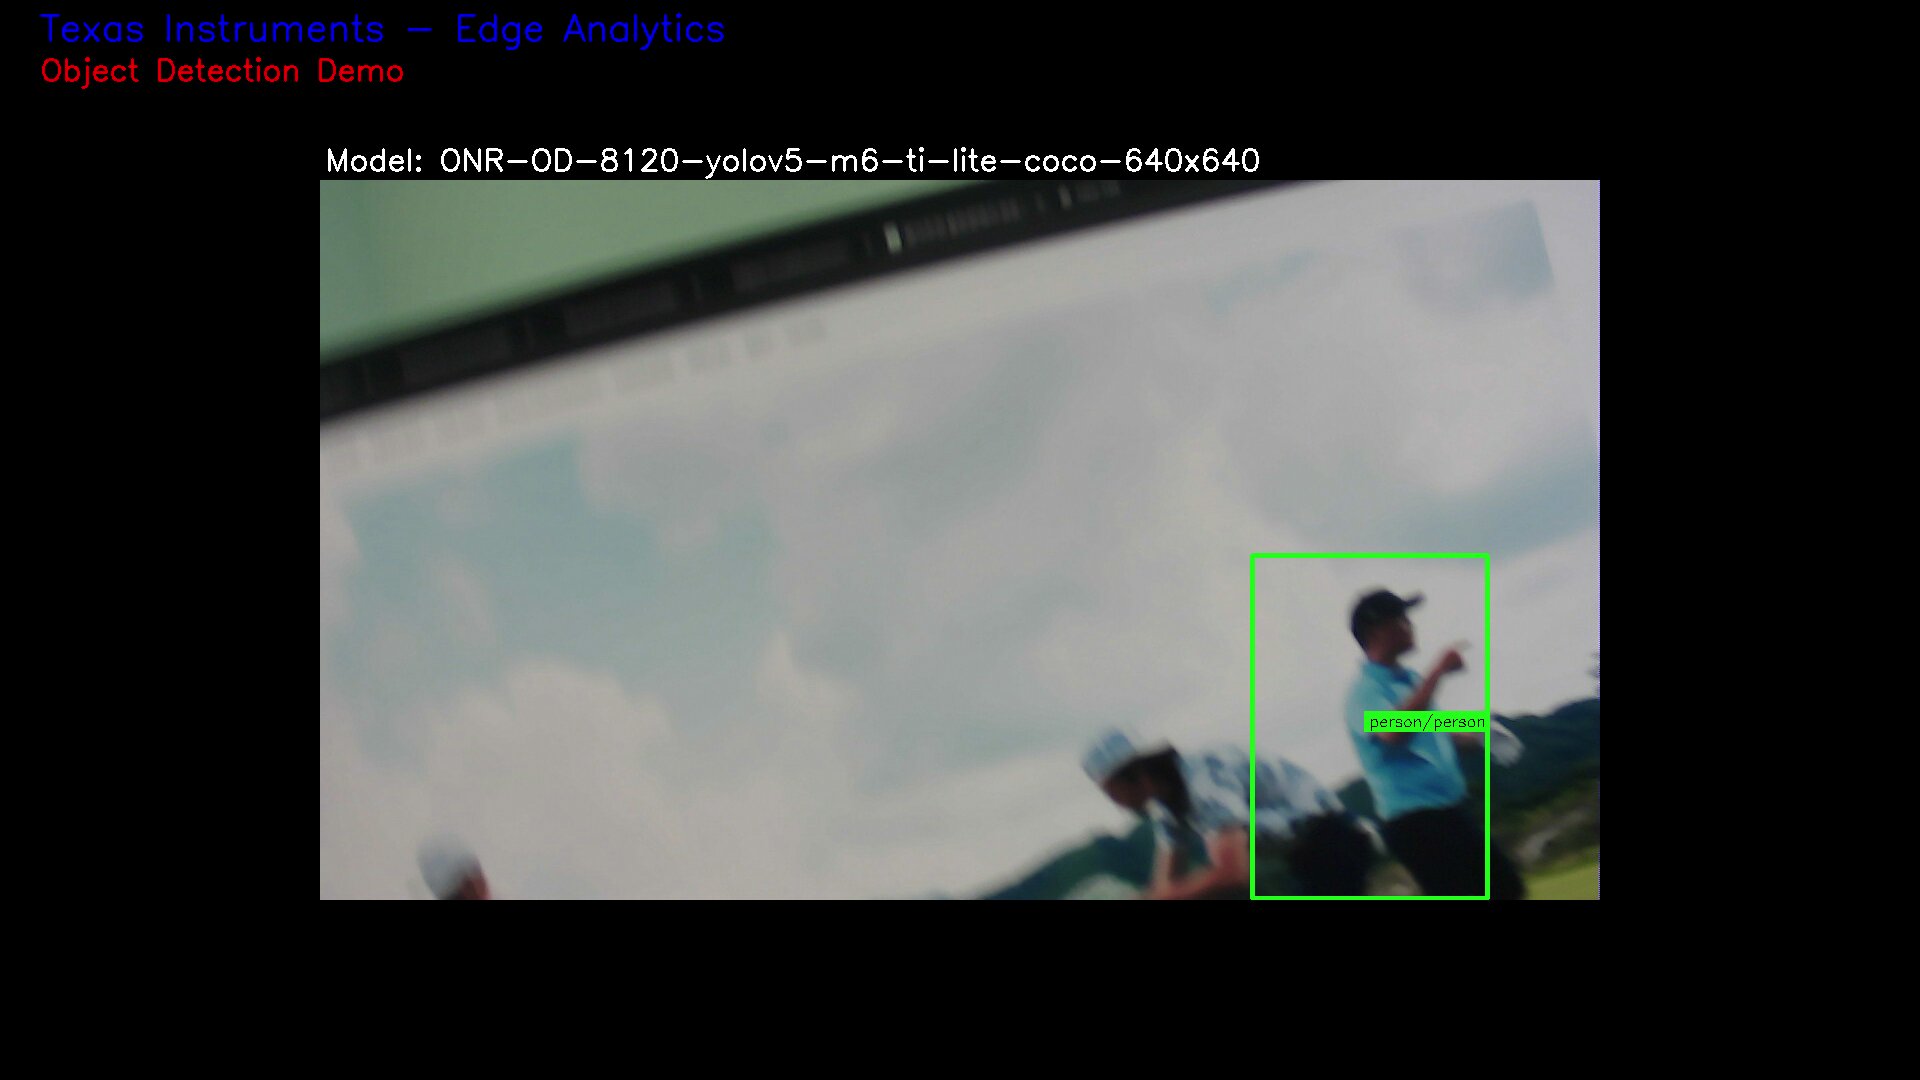 Texas Instruments - Edge Analytics
Object Detection Demo
Model: ONR-OD-8120-yolov5-m6-ti-lite-coco-640x640
person/person